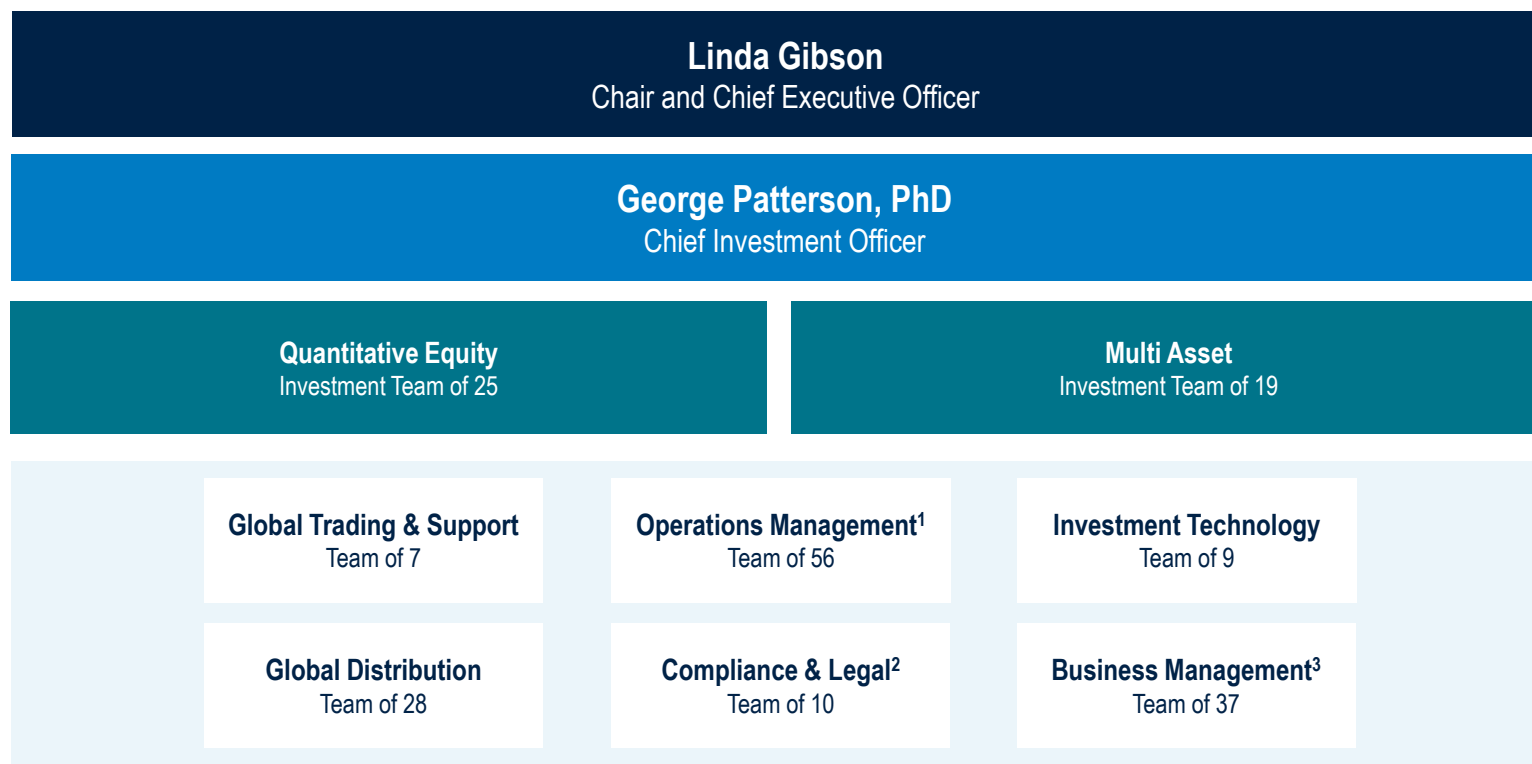 Linda Gibson
Chair and Chief Executive Officer
George Patterson, PhD
Chief Investment Officer
Quantitative Equity
Investment Team of 25
Multi Asset
Investment Team of 19
Global Trading & Support
Team of 7
Operations Management¹
Team of 56
Investment Technology
Team of 9
Global Distribution
Team of 28
Compliance & Legal²
Team of 10
Business Management³
Team of 37